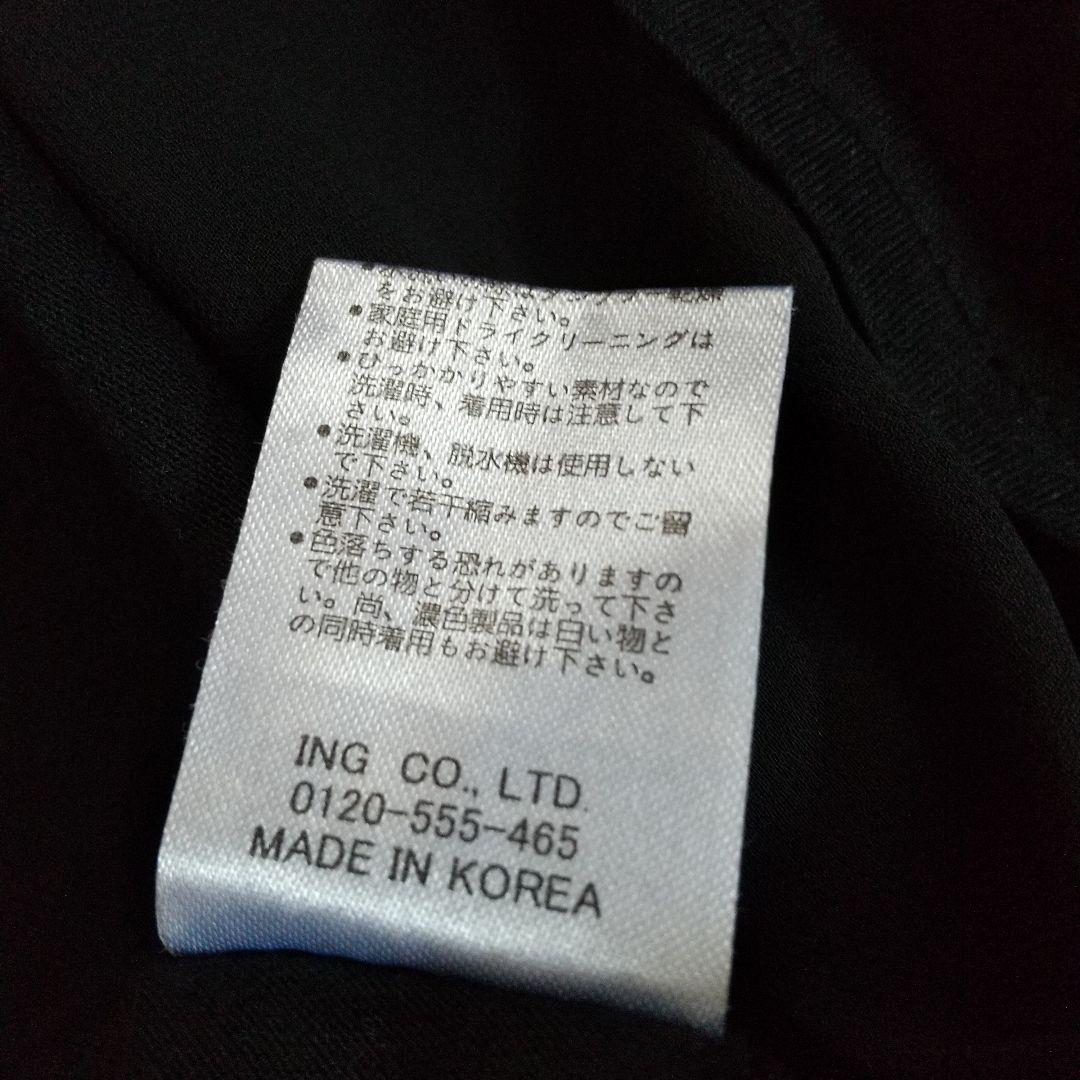 をお避け下さい。
●家庭用ドライクリーニングは
お避け下さい。
●ひっかかりやすい素材なので
洗濯時、着用時は注意して下
さい。
●洗濯機、脱水機は使用しない
で下さい。
●洗濯で若干縮みますのでご留
意下さい。
●色落ちする恐れがありますの
で他の物と分けて洗って下さ
い。尚、濃色製品は白い物と
の同時着用もお避け下さい。
ING CO., LTD.
0120-555-465
MADE IN KOREA